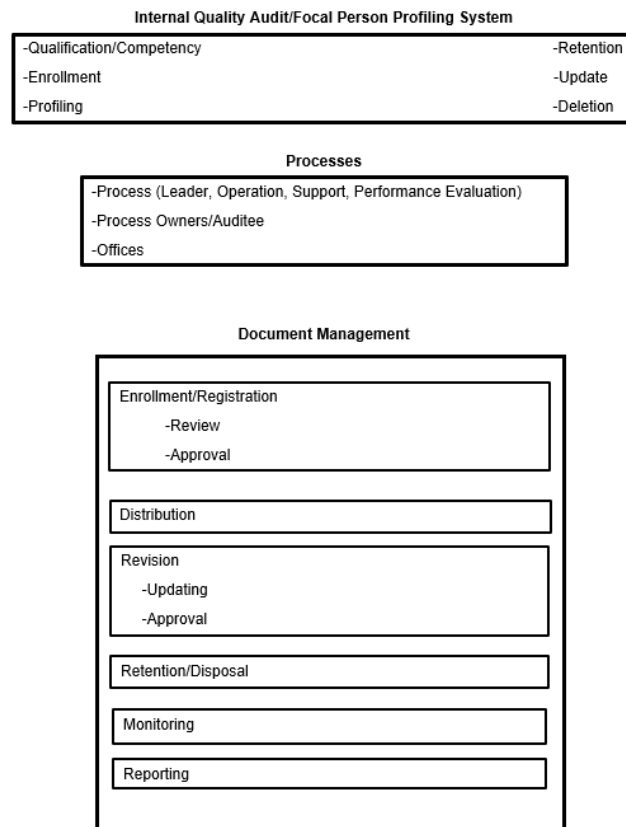 Internal Quality Audit/Focal Person Profiling System
-Qualification/Competency
-Retention
-Enrollment
-Update
-Profiling
-Deletion
Processes
-Process (Leader, Operation, Support, Performance Evaluation)
-Process Owners/Auditee
-Offices
Document Management
Enrollment/Registration
-Review
-Approval
Distribution
Revision
-Updating
-Approval
Retention/Disposal
Monitoring
Reporting